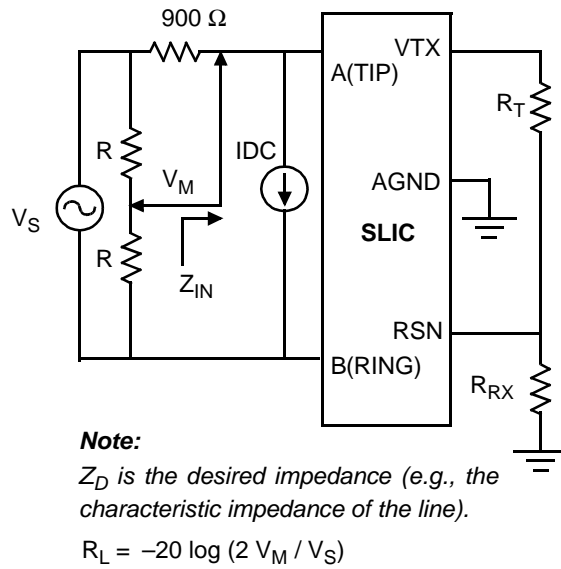 900 Ω
VTX
A(TIP)
R_T
R
IDC
V_M
AGND
V_S
SLIC
R
Z_IN
RSN
B(RING)
R_RX
Note:
Z_D is the desired impedance (e.g., the
characteristic impedance of the line).
R_L = –20 log (2 V_M / V_S)